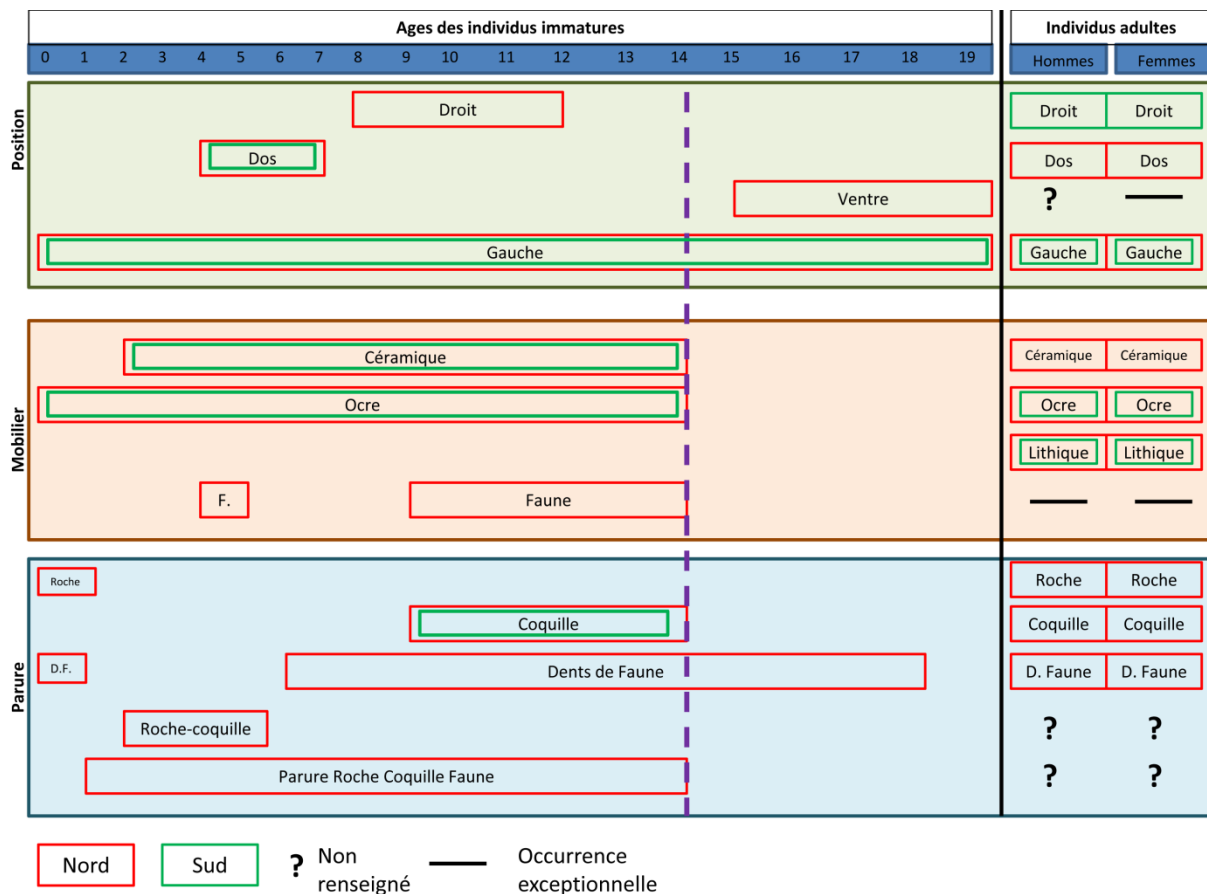 Ages des individus immatures
Individus adultes
0 1 2 3 4 5 6 7 8 9 10 11 12 13 14 15 16 17 18 19
Hommes Femmes
Position
Droit
Droit Droit
Dos
Dos Dos
Ventre
? —
Gauche
Gauche Gauche
Mobilier
Céramique
Céramique Céramique
Ocre
Ocre Ocre
Lithique Lithique
F. Faune
— —
Parure
Roche
Roche Roche
Coquille
Coquille Coquille
D.F. Dents de Faune
D. Faune D. Faune
Roche-coquille
? ?
Parure Roche Coquille Faune
? ?
Nord Sud ? Non — Occurrence
renseigné exceptionnelle